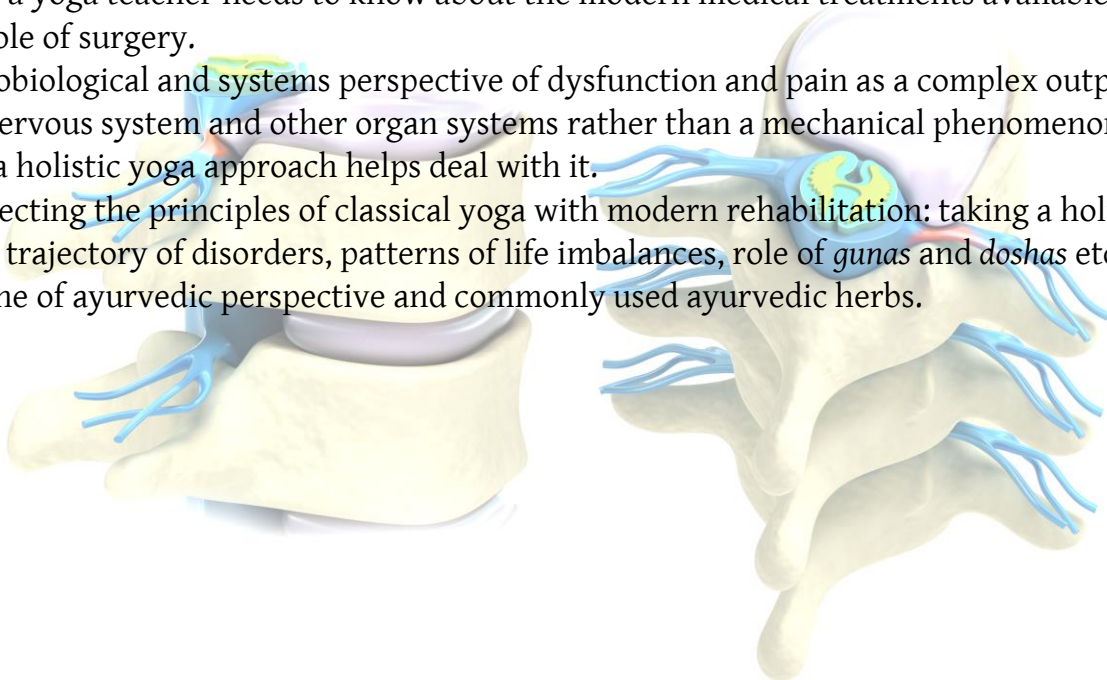 a yoga teacher needs to know about the modern medical treatments available
ole of surgery.
obiological and systems perspective of dysfunction and pain as a complex outp
ervous system and other organ systems rather than a mechanical phenomenon
a holistic yoga approach helps deal with it.
ecting the principles of classical yoga with modern rehabilitation: taking a hol
trajectory of disorders, patterns of life imbalances, role of gunas and doshas etc
ne of ayurvedic perspective and commonly used ayurvedic herbs.